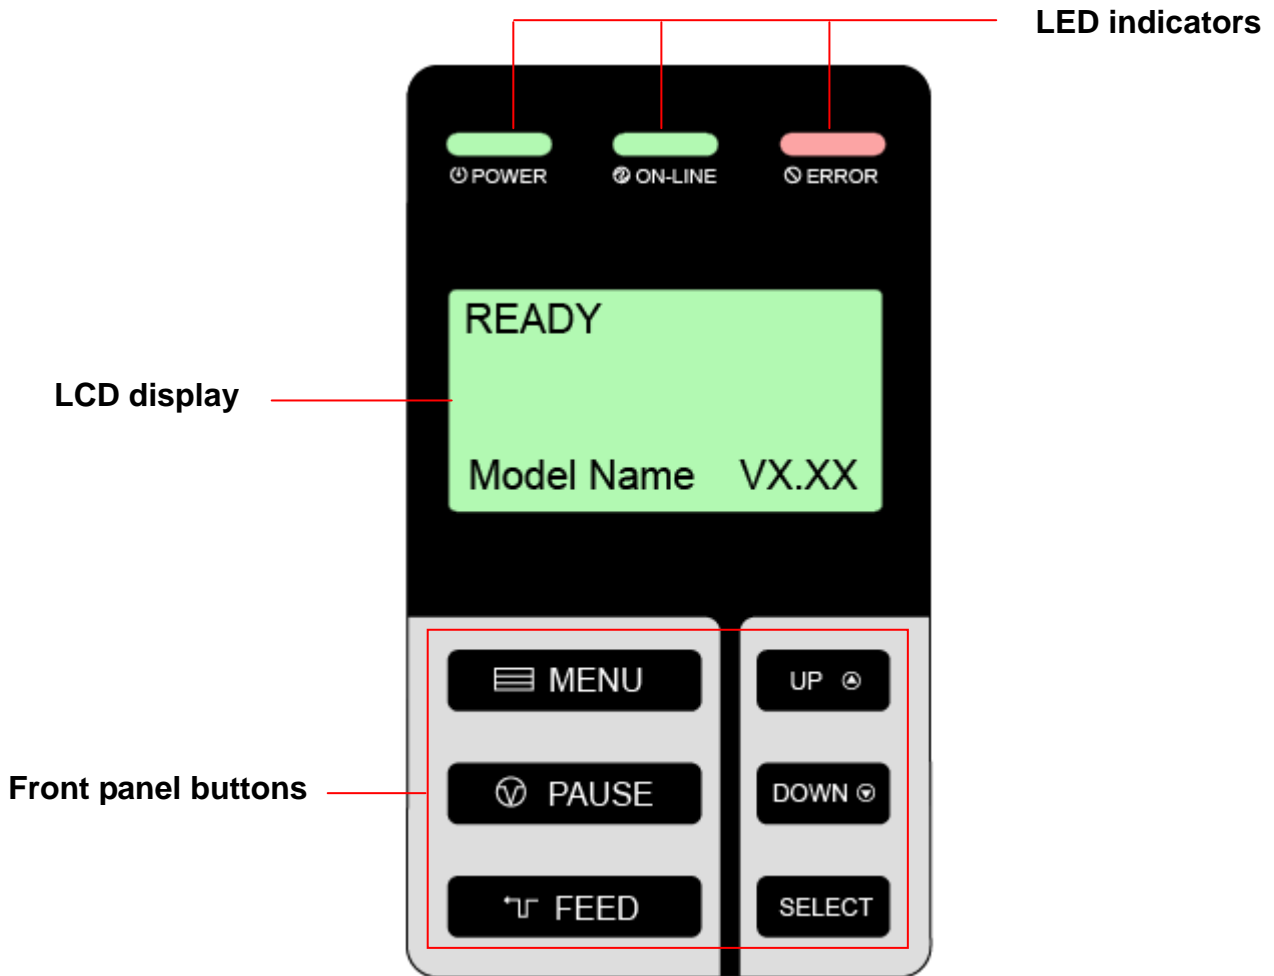 LED indicators
POWER
ON-LINE
ERROR
READY
LCD display
Model Name VX.XX
MENU
UP
Front panel buttons
PAUSE
DOWN
FEED
SELECT